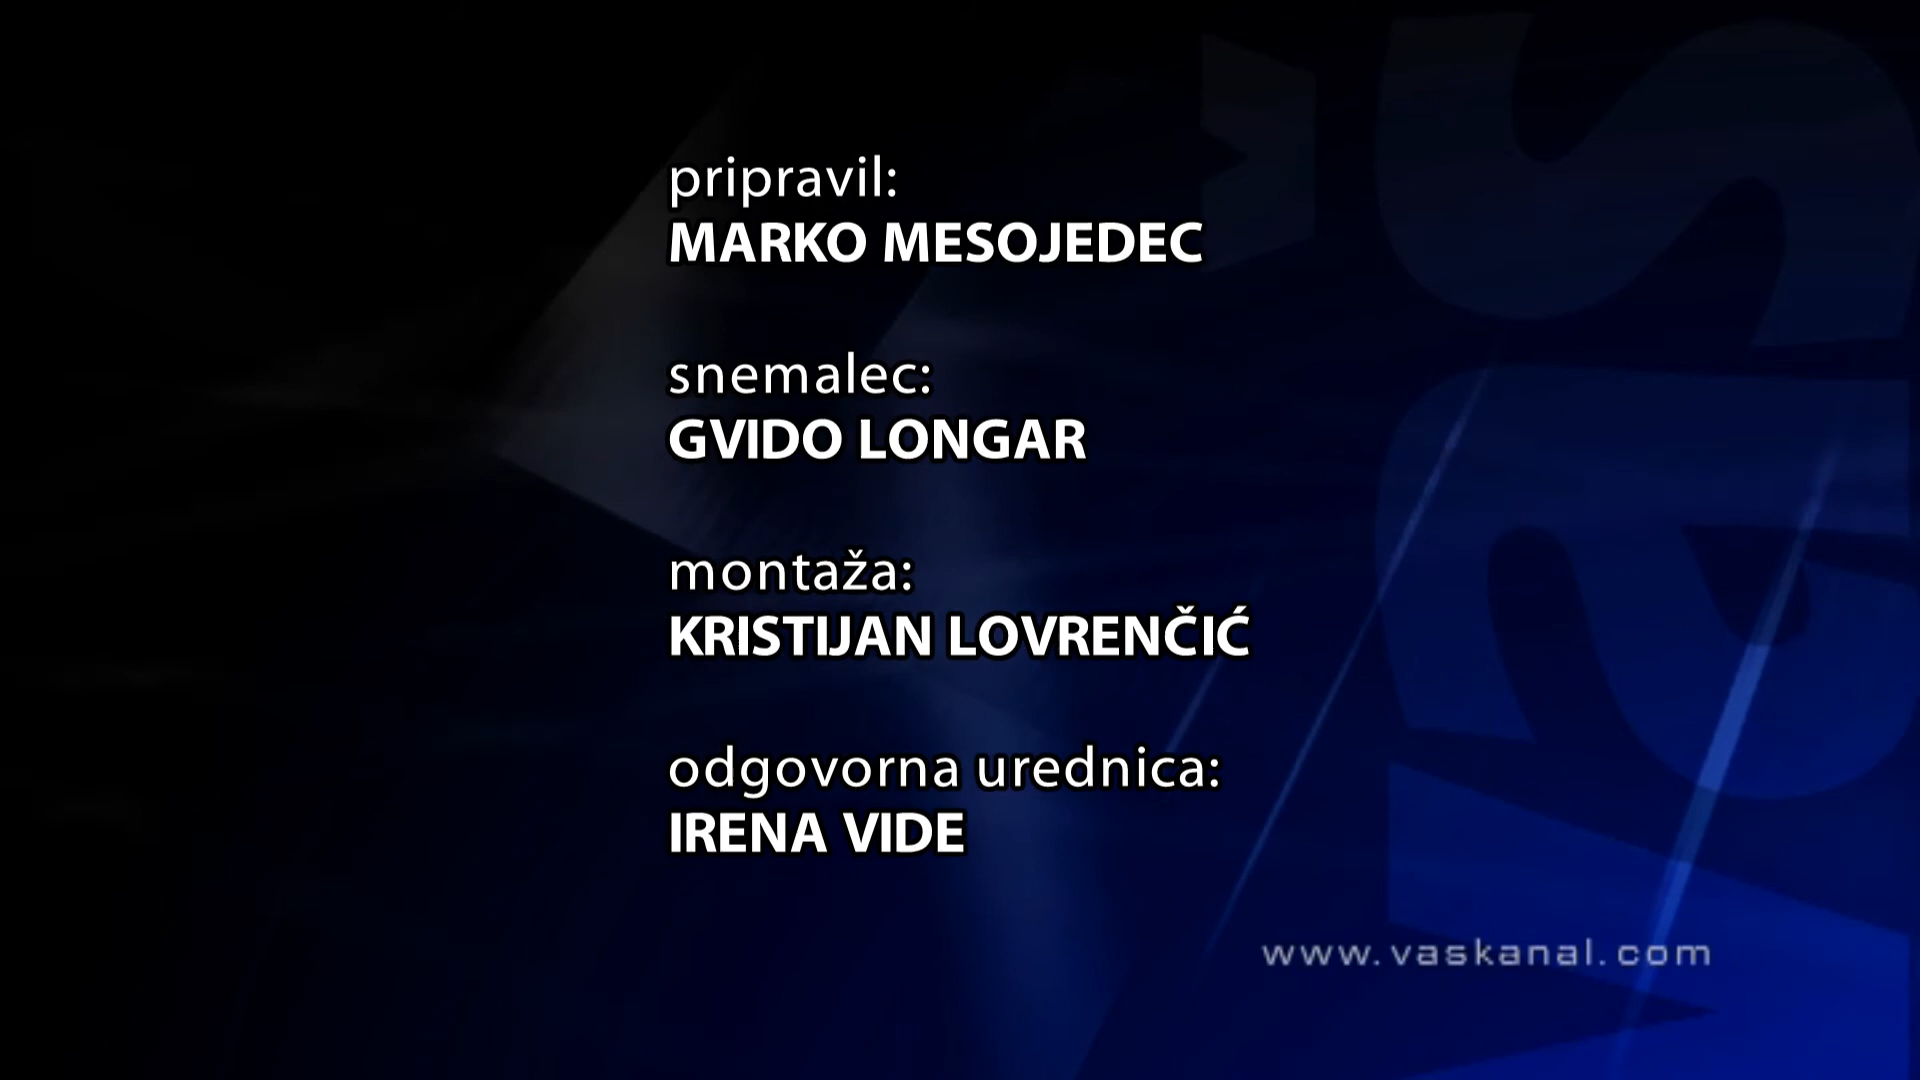 pripravil:
MARKO MESOJEDEC
snemalec:
GVIDO LONGAR
montaža:
KRISTIJAN LOVRENČIĆ
odgovorna urednica:
IRENA VIDE
www.vaskanal.com